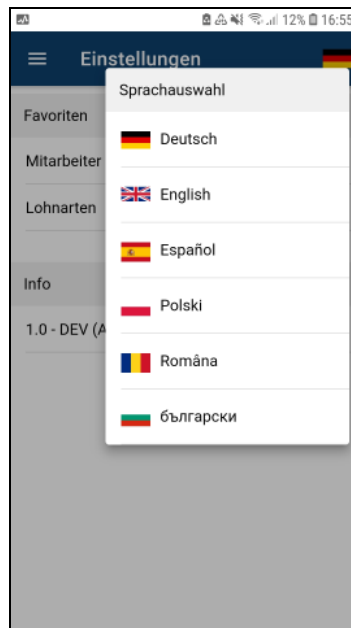 12% 16:55
Einstellungen
Sprachauswahl
Favoriten
Deutsch
Mitarbeiter
English
Lohnarten
Español
Info
Polski
1.0 - DEV (A
Româna
български